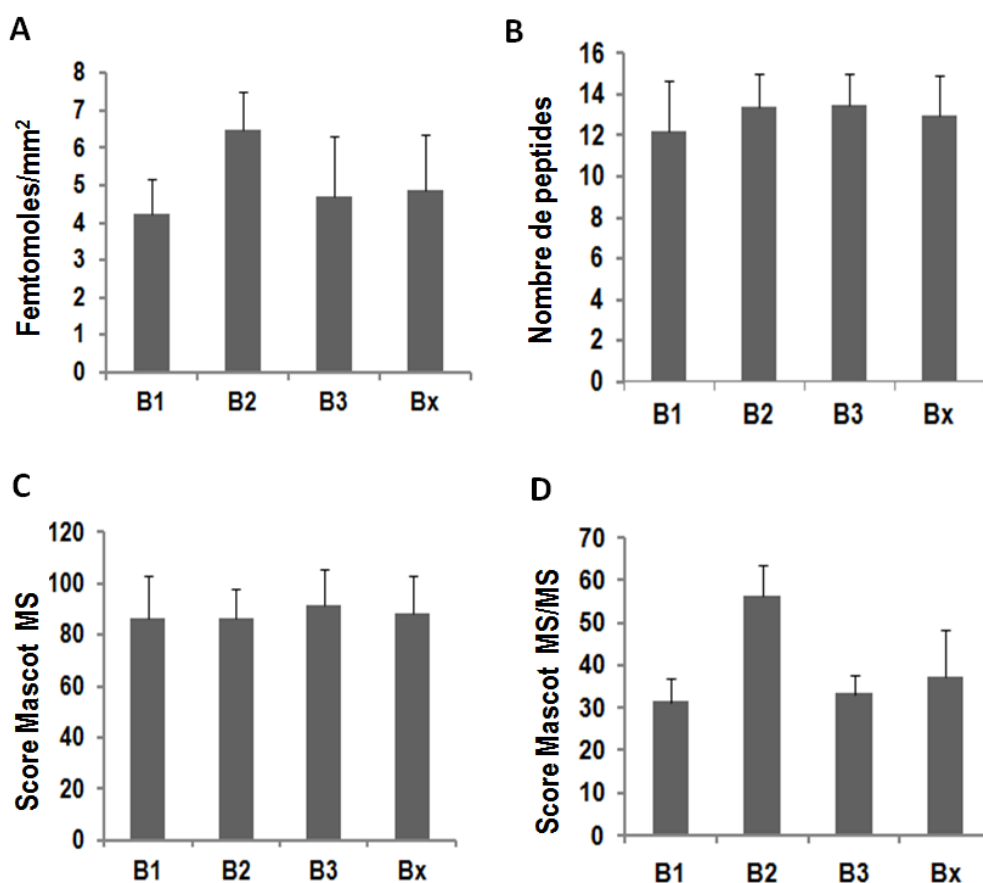 A
Femtomoles/mm²
8
7
6
5
4
3
2
1
0
B1 B2 B3 Bx
B
Nombre de peptides
16
14
12
10
8
6
4
2
0
B1 B2 B3 Bx
C
Score Mascot MS
120
100
80
60
40
20
0
B1 B2 B3 Bx
D
Score Mascot MS/MS
70
60
50
40
30
20
10
0
B1 B2 B3 Bx